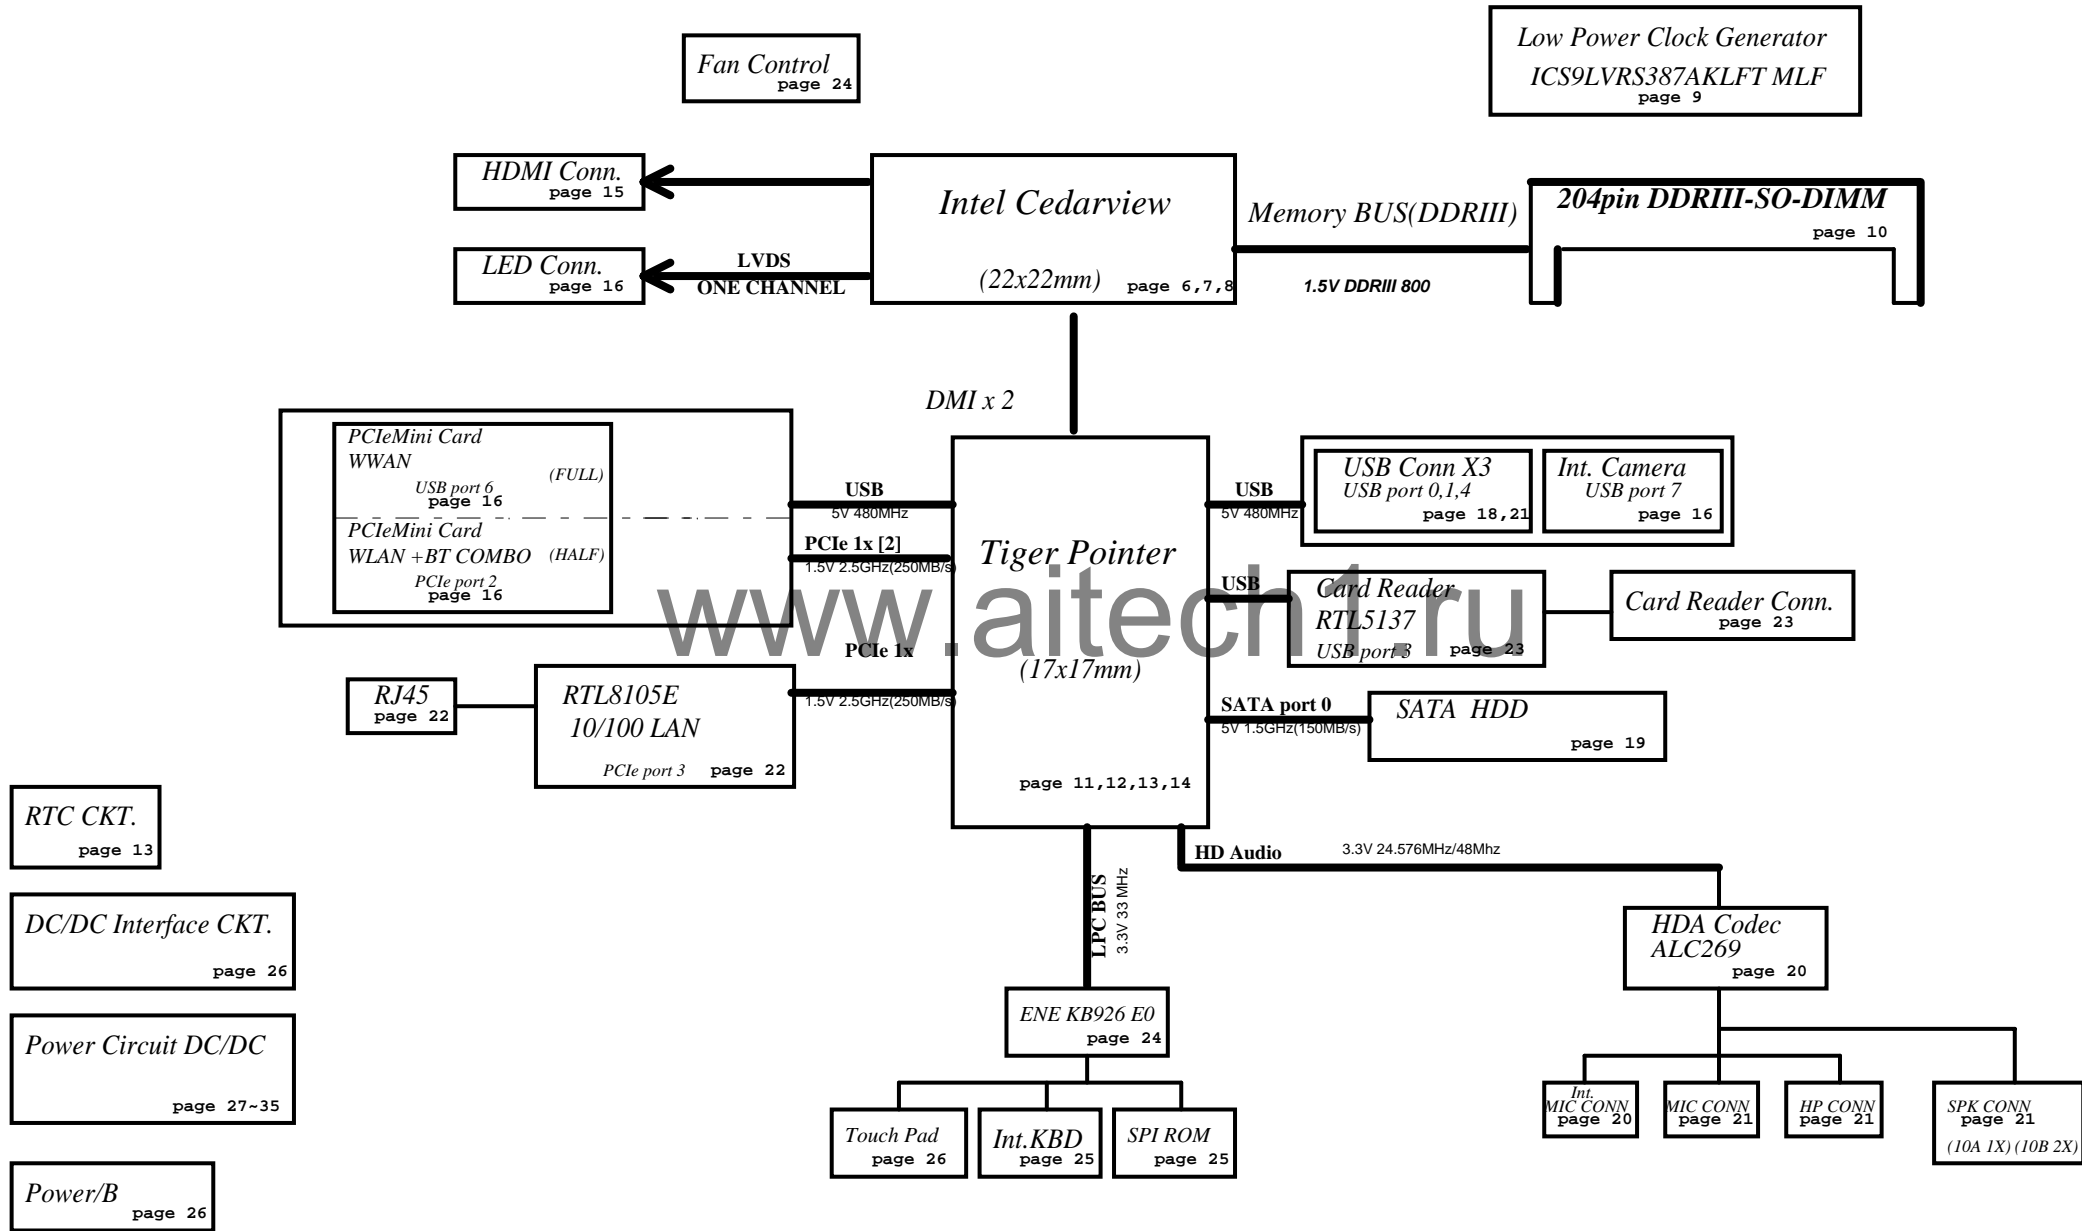 Fan Control
page 24
Low Power Clock Generator
ICS9LVRS387AKLFT MLF
page 9
HDMI Conn.
page 15
LED Conn.
page 16
LVDS
ONE CHANNEL
Intel Cedarview
(22x22mm)
page 6,7,8
Memory BUS(DDRIII)
1.5V DDRIII 800
204pin DDRIII-SO-DIMM
page 10
DMI x 2
PCIeMini Card
WWAN
(FULL)
USB port 6
page 16
PCIeMini Card
WLAN +BT COMBO
(HALF)
PCIe port 2
page 16
USB
5V 480MHz
PCIe 1x [2]
1.5V 2.5GHz(250MB/s)
PCIe 1x
1.5V 2.5GHz(250MB/s)
RJ45
page 22
RTL8105E
10/100 LAN
PCIe port 3
page 22
Tiger Pointer
(17x17mm)
page 11,12,13,14
www.aitech1.ru
USB
5V 480MHz
USB Conn X3
USB port 0,1,4
page 18,21
Int. Camera
USB port 7
page 16
USB
Card Reader
RTL5137
USB port 3
page 23
Card Reader Conn.
page 23
SATA port 0
5V 1.5GHz(150MB/s)
SATA HDD
page 19
RTC CKT.
page 13
DC/DC Interface CKT.
page 26
Power Circuit DC/DC
page 27~35
Power/B
page 26
LPC BUS
3.3V 33 MHz
HD Audio
3.3V 24.576MHz/48Mhz
HDA Codec
ALC269
page 20
ENE KB926 E0
page 24
Touch Pad
page 26
Int.KBD
page 25
SPI ROM
page 25
Int.
MIC CONN
page 20
MIC CONN
page 21
HP CONN
page 21
SPK CONN
page 21
(10A 1X) (10B 2X)